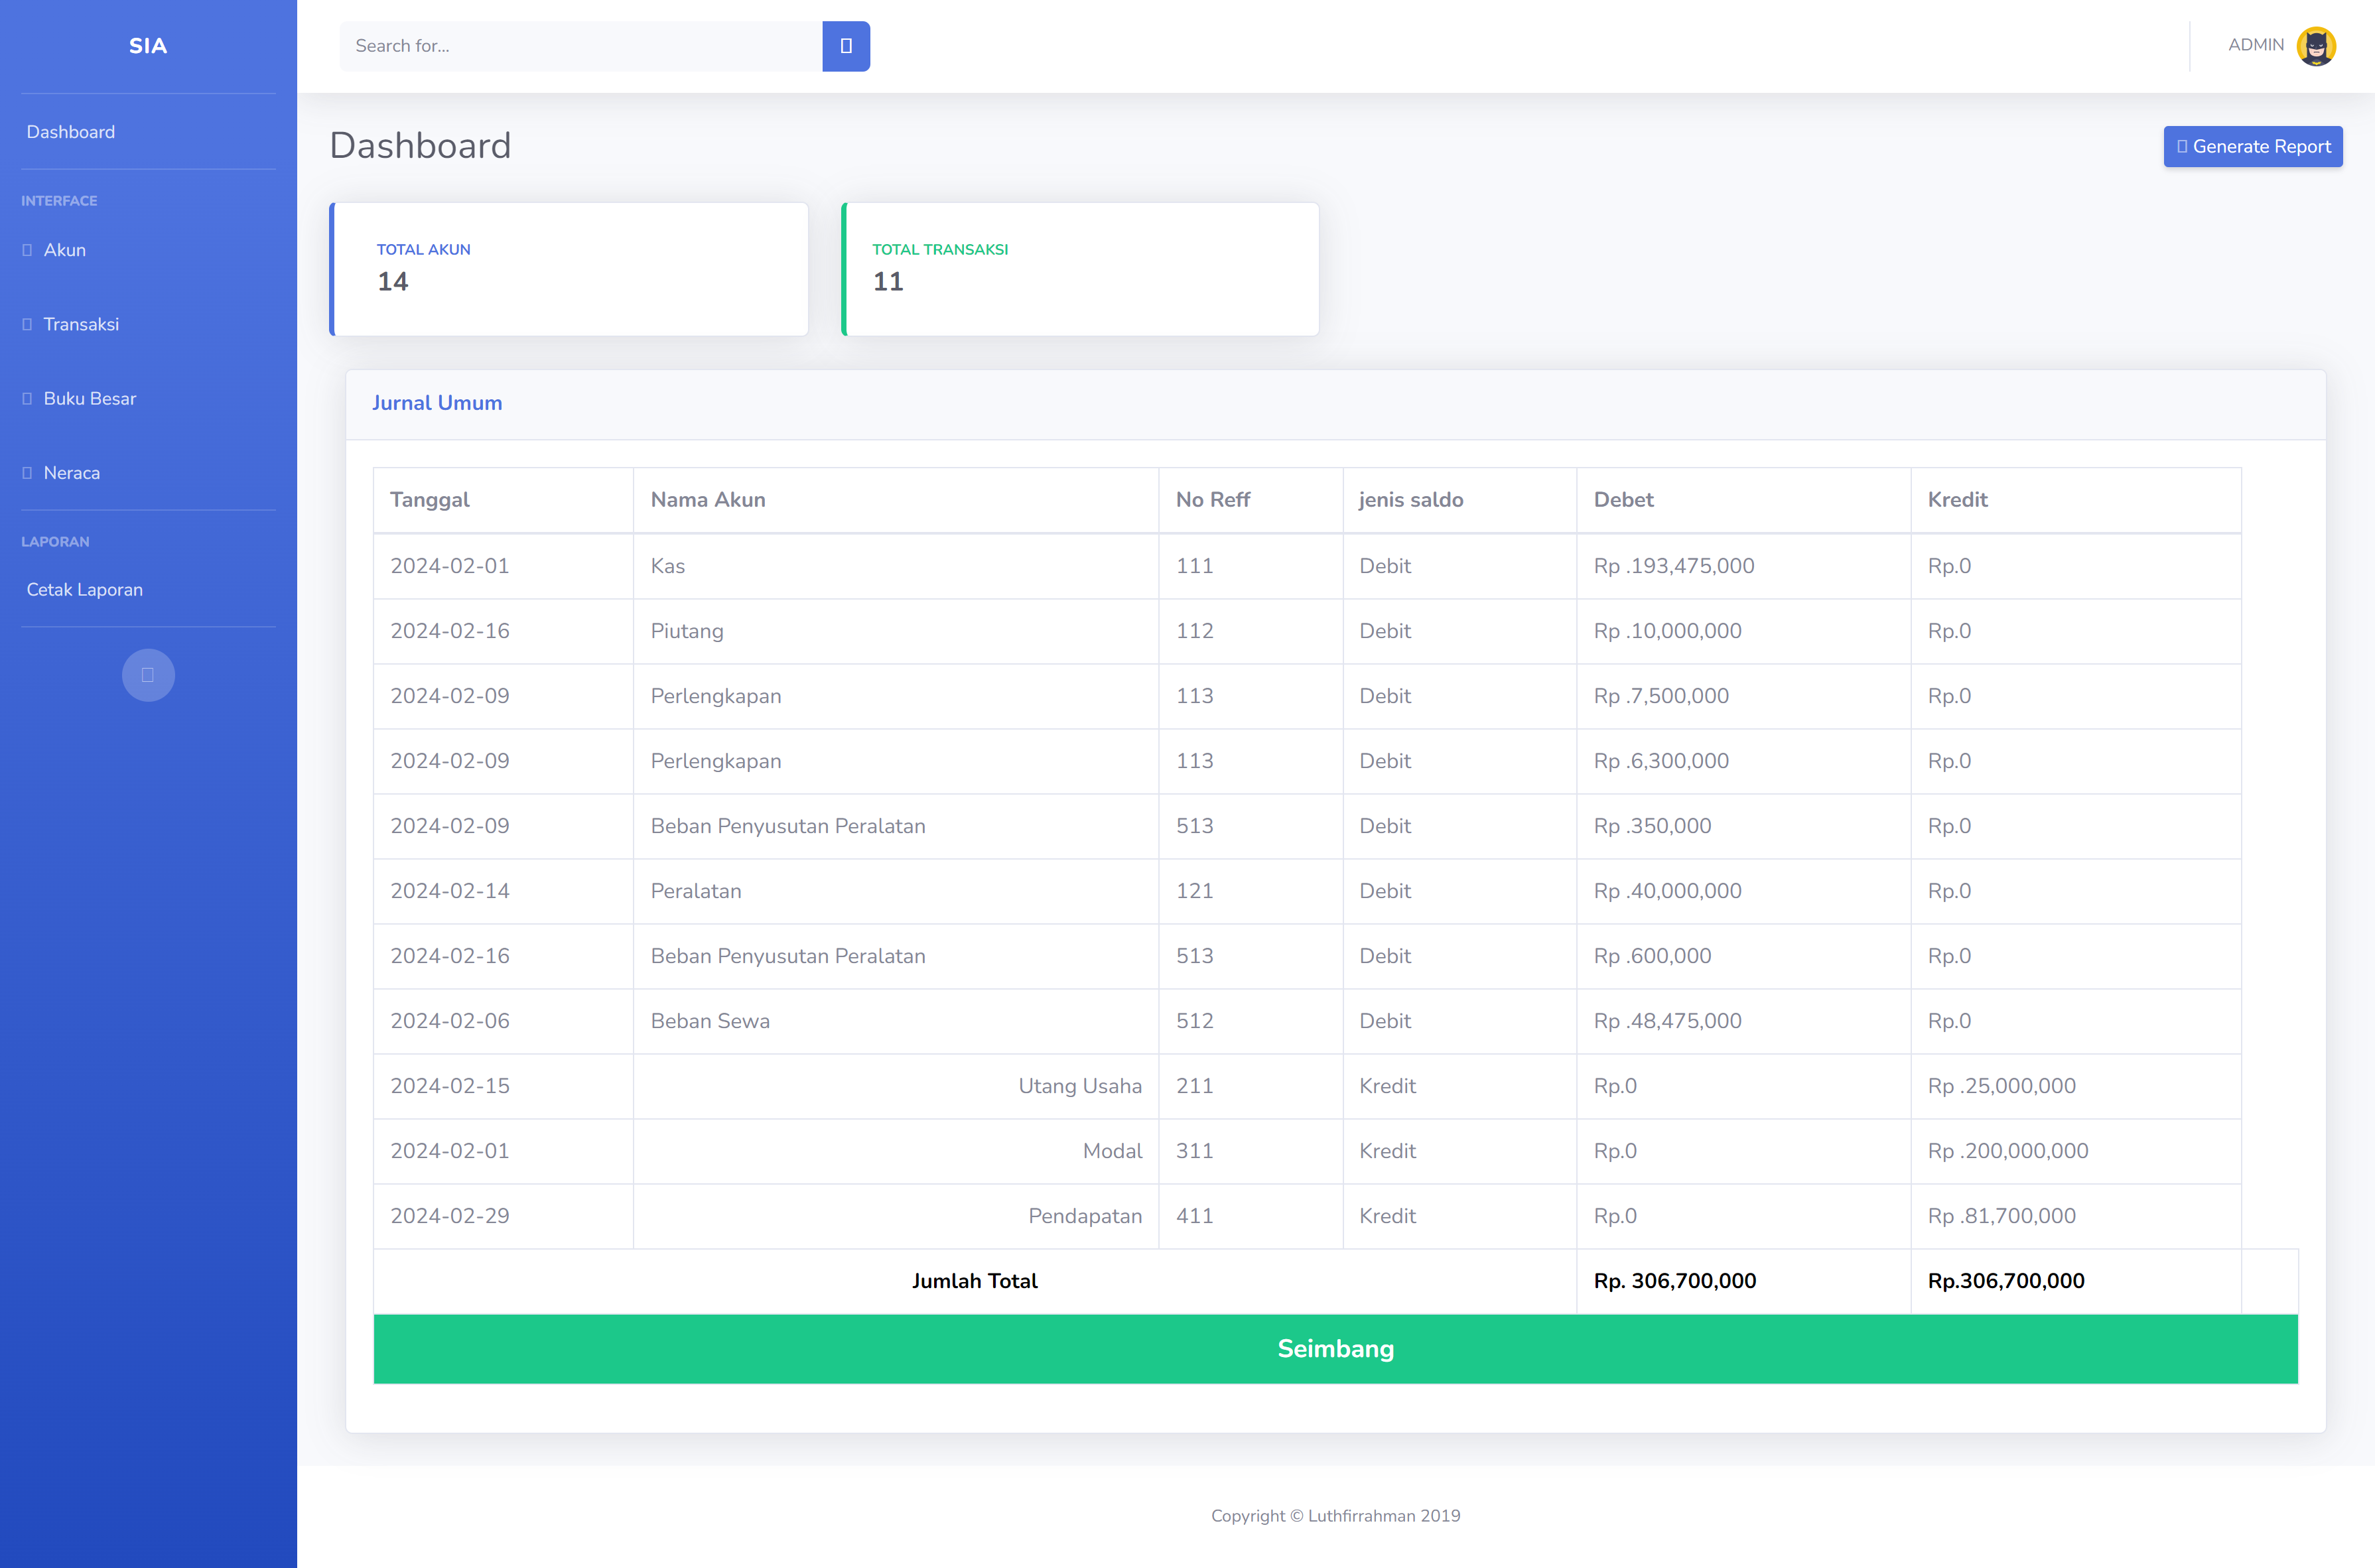 SIA
Search for...
ADMIN
Dashboard
INTERFACE
Akun
Transaksi
Buku Besar
Neraca
LAPORAN
Cetak Laporan
Dashboard
Generate Report
TOTAL AKUN
14
TOTAL TRANSAKSI
11
Jurnal Umum
Tanggal Nama Akun No Reff jenis saldo Debet Kredit
2024-02-01 Kas 111 Debit Rp .193,475,000 Rp.0
2024-02-16 Piutang 112 Debit Rp .10,000,000 Rp.0
2024-02-09 Perlengkapan 113 Debit Rp .7,500,000 Rp.0
2024-02-09 Perlengkapan 113 Debit Rp .6,300,000 Rp.0
2024-02-09 Beban Penyusutan Peralatan 513 Debit Rp .350,000 Rp.0
2024-02-14 Peralatan 121 Debit Rp .40,000,000 Rp.0
2024-02-16 Beban Penyusutan Peralatan 513 Debit Rp .600,000 Rp.0
2024-02-06 Beban Sewa 512 Debit Rp .48,475,000 Rp.0
2024-02-15 Utang Usaha 211 Kredit Rp.0 Rp .25,000,000
2024-02-01 Modal 311 Kredit Rp.0 Rp .200,000,000
2024-02-29 Pendapatan 411 Kredit Rp.0 Rp .81,700,000
Jumlah Total Rp. 306,700,000 Rp.306,700,000
Seimbang
Copyright © Luthfirrahman 2019